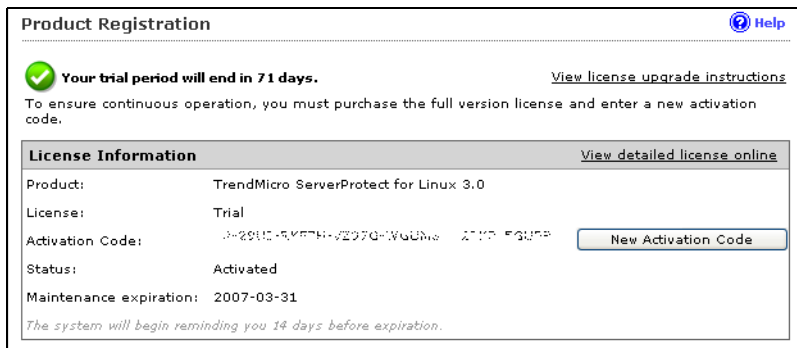 Product Registration
Help
Your trial period will end in 71 days.
View license upgrade instructions
To ensure continuous operation, you must purchase the full version license and enter a new activation
code.
License Information
View detailed license online
Product: TrendMicro ServerProtect for Linux 3.0
License: Trial
Activation Code:
New Activation Code
Status: Activated
Maintenance expiration: 2007-03-31
The system will begin reminding you 14 days before expiration.